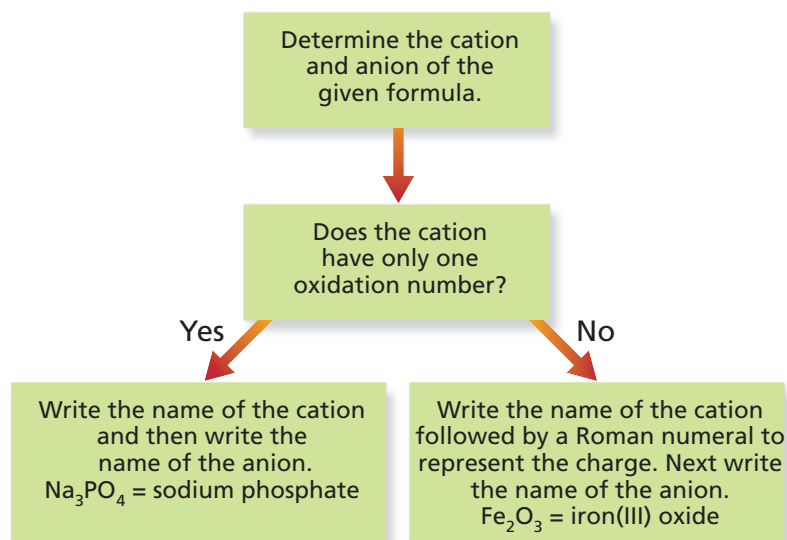 Determine the cation
and anion of the
given formula.
Does the cation
have only one
oxidation number?
Yes
No
Write the name of the cation
and then write the
name of the anion.
Na₃PO₄ = sodium phosphate
Write the name of the cation
followed by a Roman numeral to
represent the charge. Next write
the name of the anion.
Fe₂O₃ = iron(III) oxide